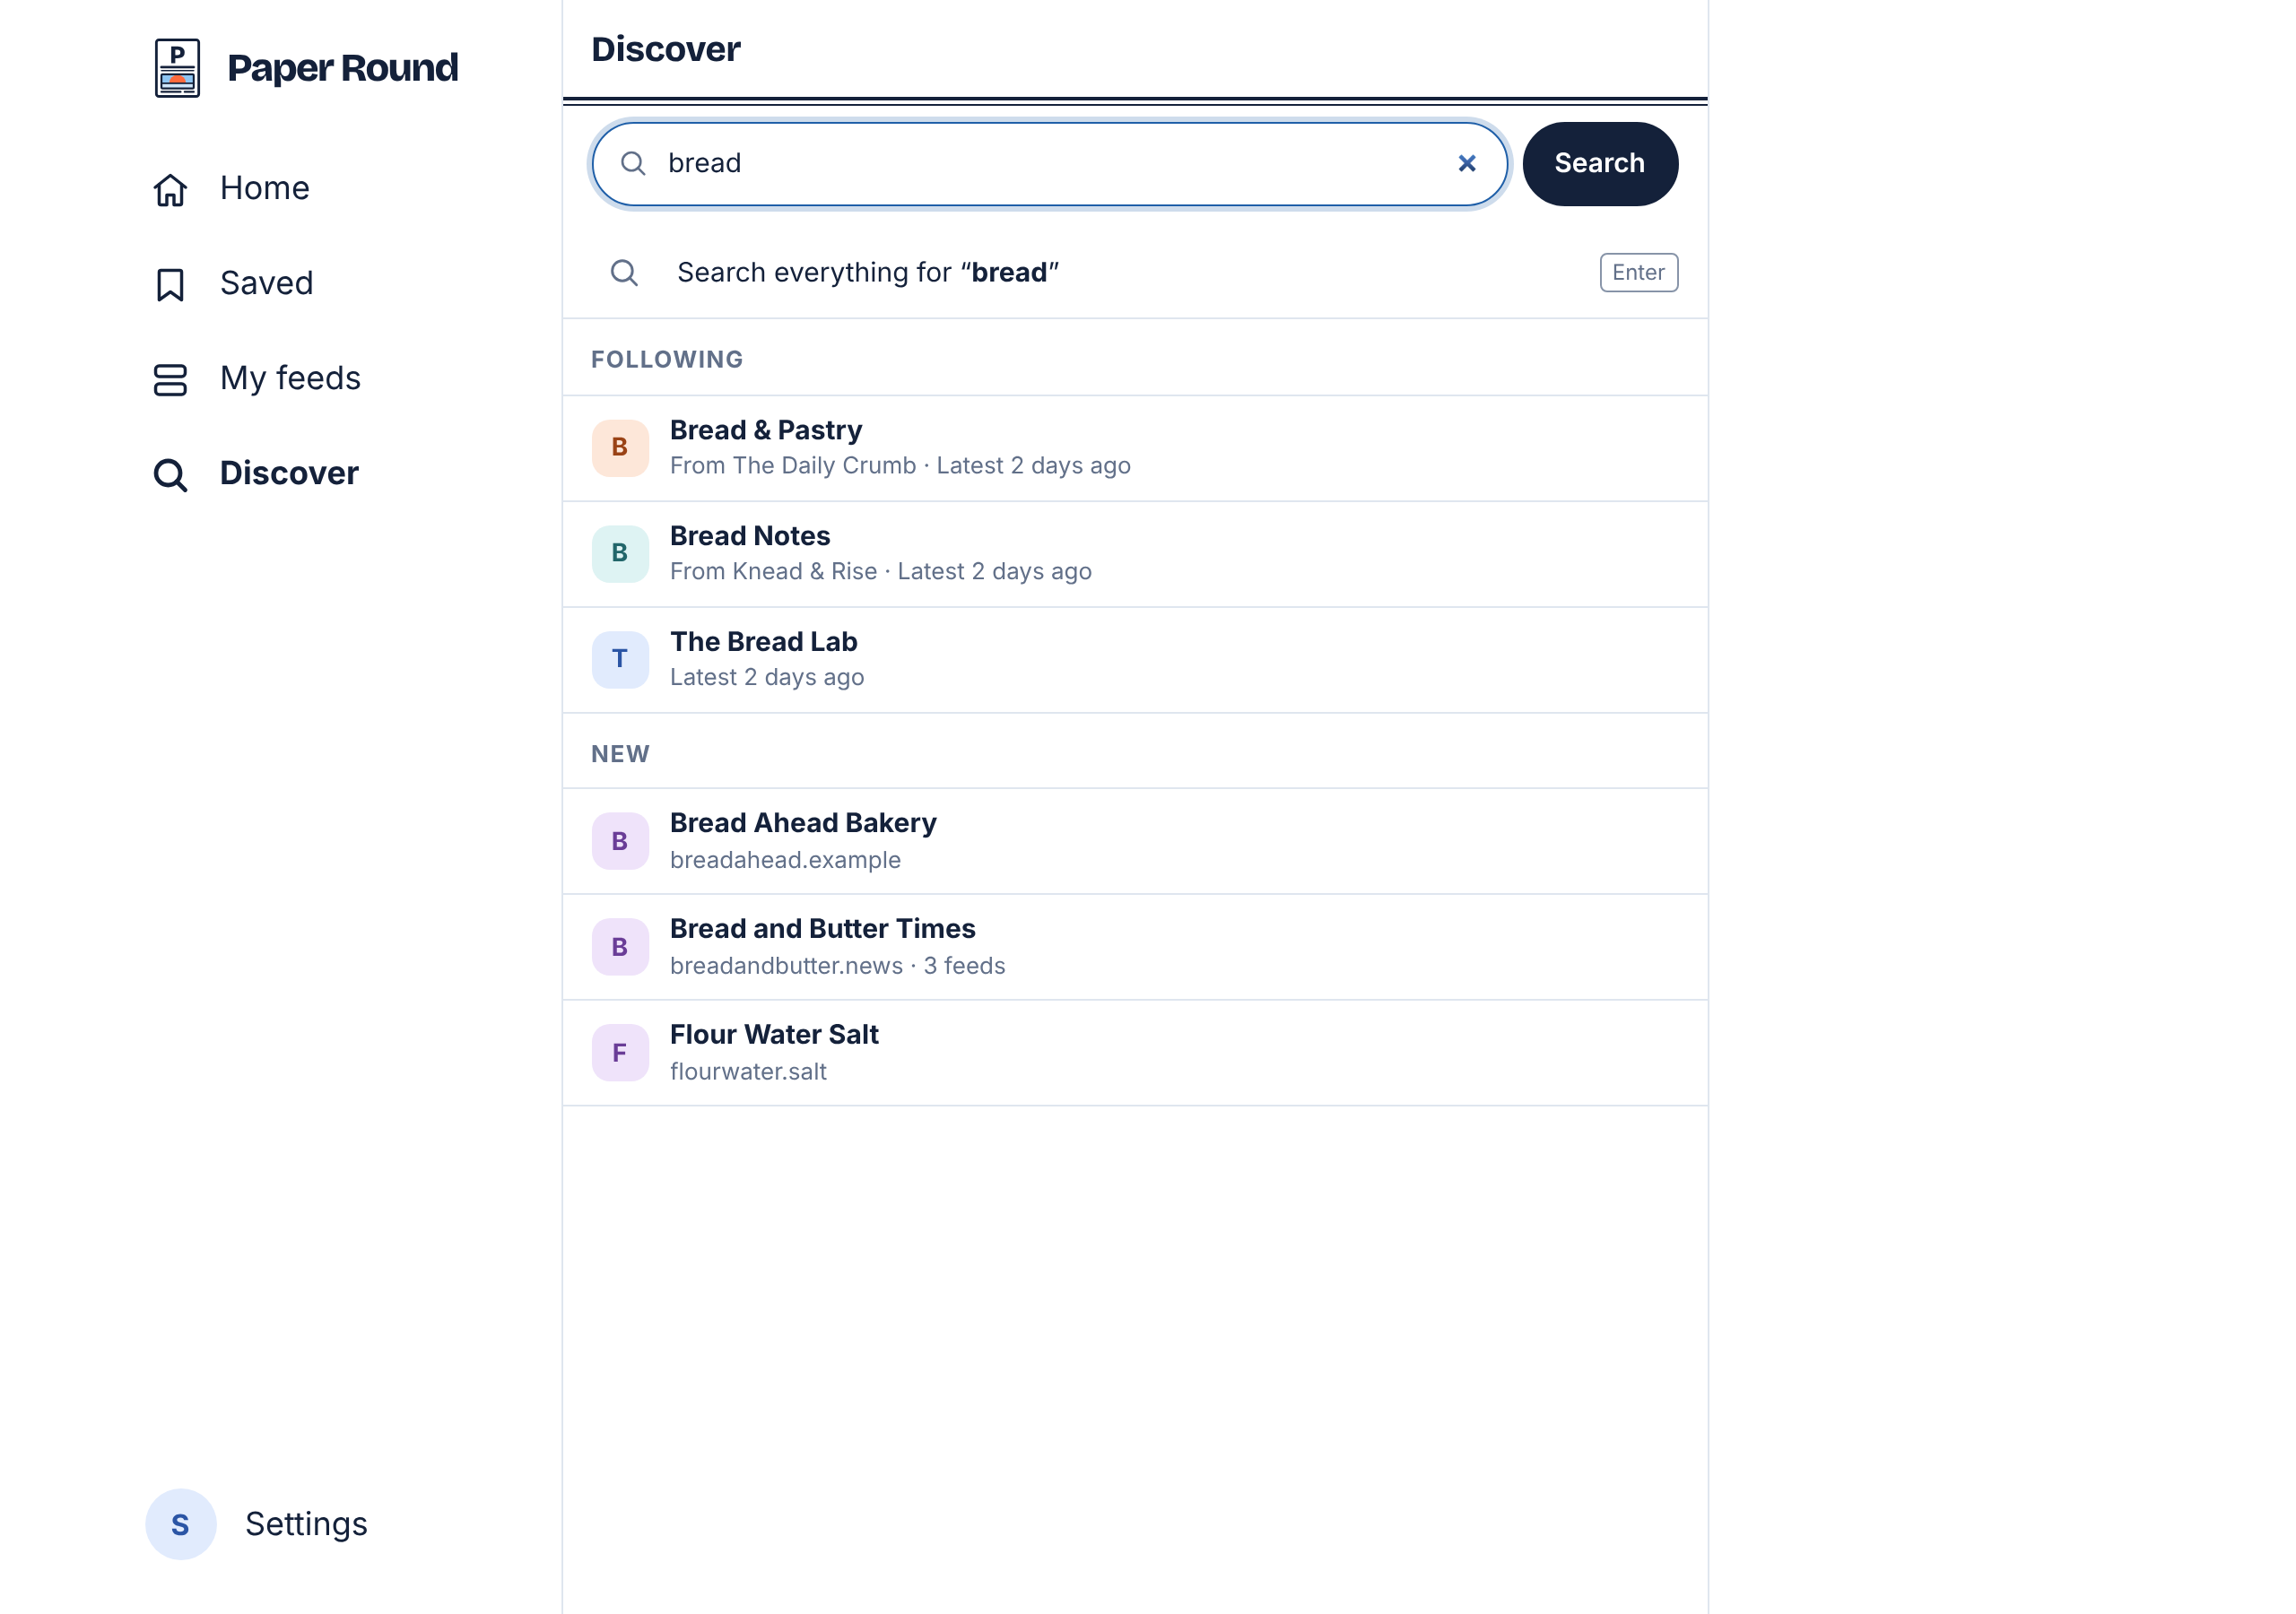 P
Paper Round
Home
Saved
My feeds
Discover
S
Settings
Discover
bread
Search
Search everything for “bread”
Enter
FOLLOWING
B
Bread & Pastry
From The Daily Crumb · Latest 2 days ago
B
Bread Notes
From Knead & Rise · Latest 2 days ago
T
The Bread Lab
Latest 2 days ago
NEW
B
Bread Ahead Bakery
breadahead.example
B
Bread and Butter Times
breadandbutter.news · 3 feeds
F
Flour Water Salt
flourwater.salt